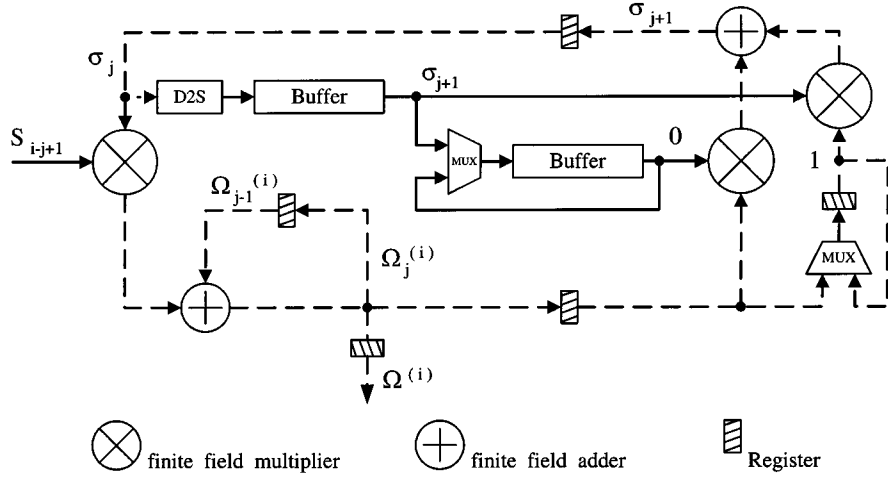 σ j+1
σ j
D2S
Buffer
σ j+1
S i-j+1
MUX
Buffer
0
1
Ω j-1 (i)
Ω j (i)
MUX
Ω (i)
finite field multiplier
finite field adder
Register